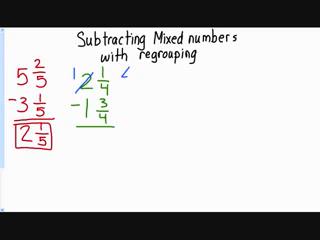 Subtracting Mixed numbers
with regrouping
5 2/5
- 3 1/5
2 1/5
1 2 1/4
- 1 3/4